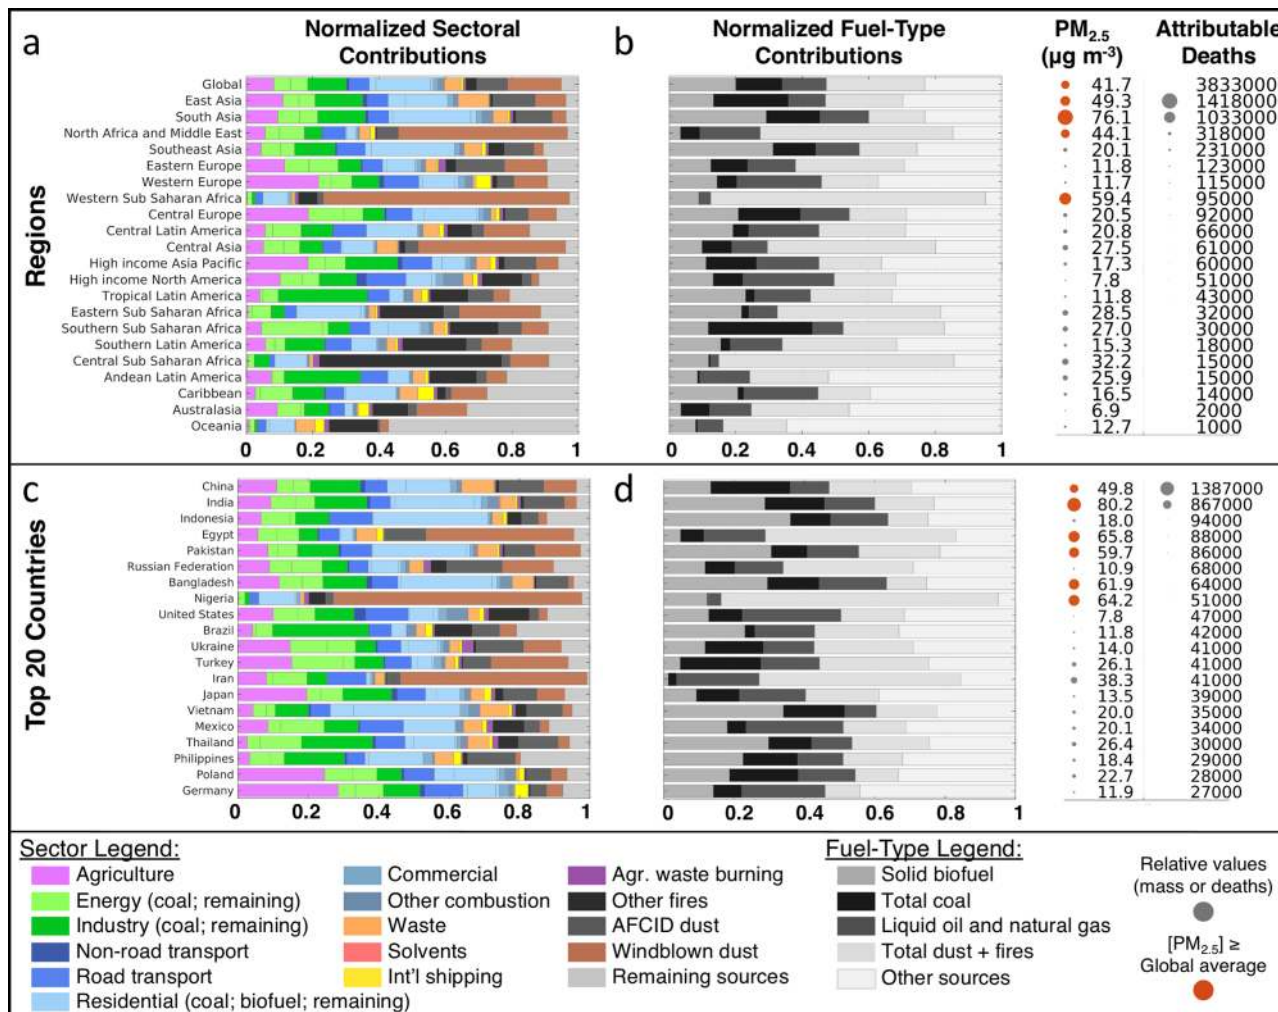 a
Normalized Sectoral
Contributions
b
Normalized Fuel-Type
Contributions
PM2.5
(µg m-3)
Attributable
Deaths
Regions
Global 41.7 3833000
East Asia 49.3 1418000
South Asia 76.1 1033000
North Africa and Middle East 44.1 318000
Southeast Asia 20.1 231000
Eastern Europe 11.8 123000
Western Europe 11.7 115000
Western Sub Saharan Africa 59.4 95000
Central Europe 20.5 92000
Central Latin America 20.8 66000
Central Asia 27.5 61000
High income Asia Pacific 17.3 60000
High income North America 7.8 51000
Tropical Latin America 11.8 43000
Eastern Sub Saharan Africa 28.5 32000
Southern Sub Saharan Africa 27.0 30000
Southern Latin America 15.3 18000
Central Sub Saharan Africa 32.2 15000
Andean Latin America 25.9 15000
Caribbean 16.5 14000
Australasia 6.9 2000
Oceania 12.7 1000
0 0.2 0.4 0.6 0.8 1
0.2 0.4 0.6 0.8 1
c
d
Top 20 Countries
China 49.8 1387000
India 80.2 867000
Indonesia 18.0 94000
Egypt 65.8 88000
Pakistan 59.7 86000
Russian Federation 10.9 68000
Bangladesh 61.9 64000
Nigeria 64.2 51000
United States 7.8 47000
Brazil 11.8 42000
Ukraine 14.0 41000
Turkey 26.1 41000
Iran 38.3 41000
Japan 13.5 39000
Vietnam 20.0 35000
Mexico 20.1 34000
Thailand 26.4 30000
Philippines 18.4 29000
Poland 22.7 28000
Germany 11.9 27000
0 0.2 0.4 0.6 0.8 1
0 0.2 0.4 0.6 0.8 1
Sector Legend:
Agriculture
Energy (coal; remaining)
Industry (coal; remaining)
Non-road transport
Road transport
Residential (coal; biofuel; remaining)
Commercial
Other combustion
Waste
Solvents
Int'l shipping
Agr. waste burning
Other fires
AFCID dust
Windblown dust
Remaining sources
Fuel-Type Legend:
Solid biofuel
Total coal
Liquid oil and natural gas
Total dust + fires
Other sources
Relative values
(mass or deaths)
[PM2.5] ≥
Global average